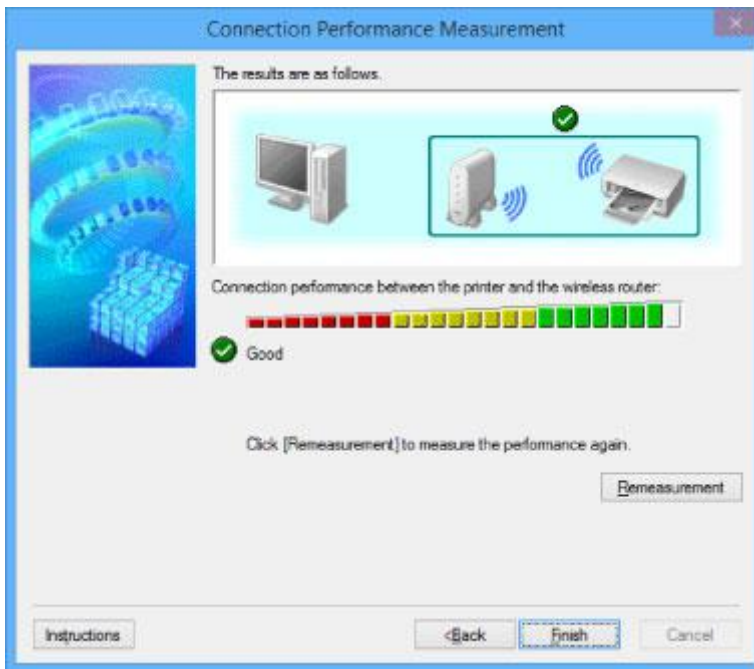 Connection Performance Measurement
The results are as follows.
Connection performance between the printer and the wireless router:
Good
Click [Remeasurement] to measure the performance again.
Remeasurement
Instructions
<Back
Finish
Cancel